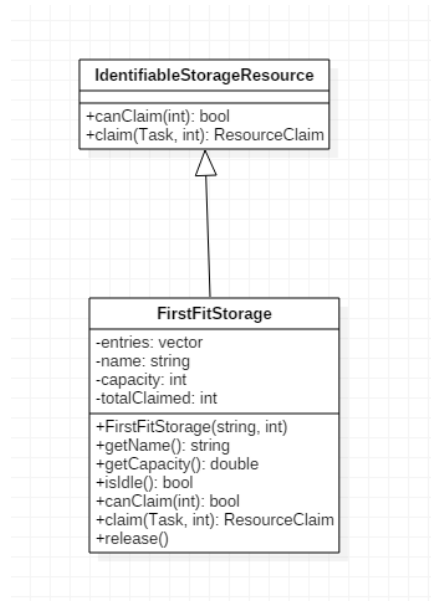 IdentifiableStorageResource
+canClaim(int): bool
+claim(Task, int): ResourceClaim
FirstFitStorage
-entries: vector
-name: string
-capacity: int
-totalClaimed: int
+FirstFitStorage(string, int)
+getName(): string
+getCapacity(): double
+isIdle(): bool
+canClaim(int): bool
+claim(Task, int): ResourceClaim
+release()